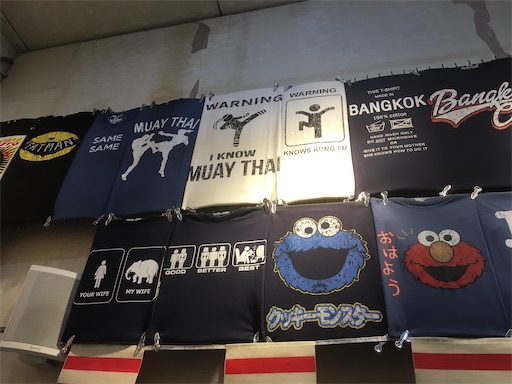 FATMAN
SAME
SAME
MUAY THAI
WARNING
I KNOW
MUAY THAI
WARNING
KNOWS KUNG FU
THIS T-SHIRT
MADE IN
BANGKOK
100% cotton
HAND WASH ONLY
DO NOT MICROWAVE
OR
GIVE IT TO YOUR MOTHER
SHE KNOWS HOW TO DO IT
YOUR WIFE
MY WIFE
GOOD
BETTER
BEST
クッキーモンスター
おはよう